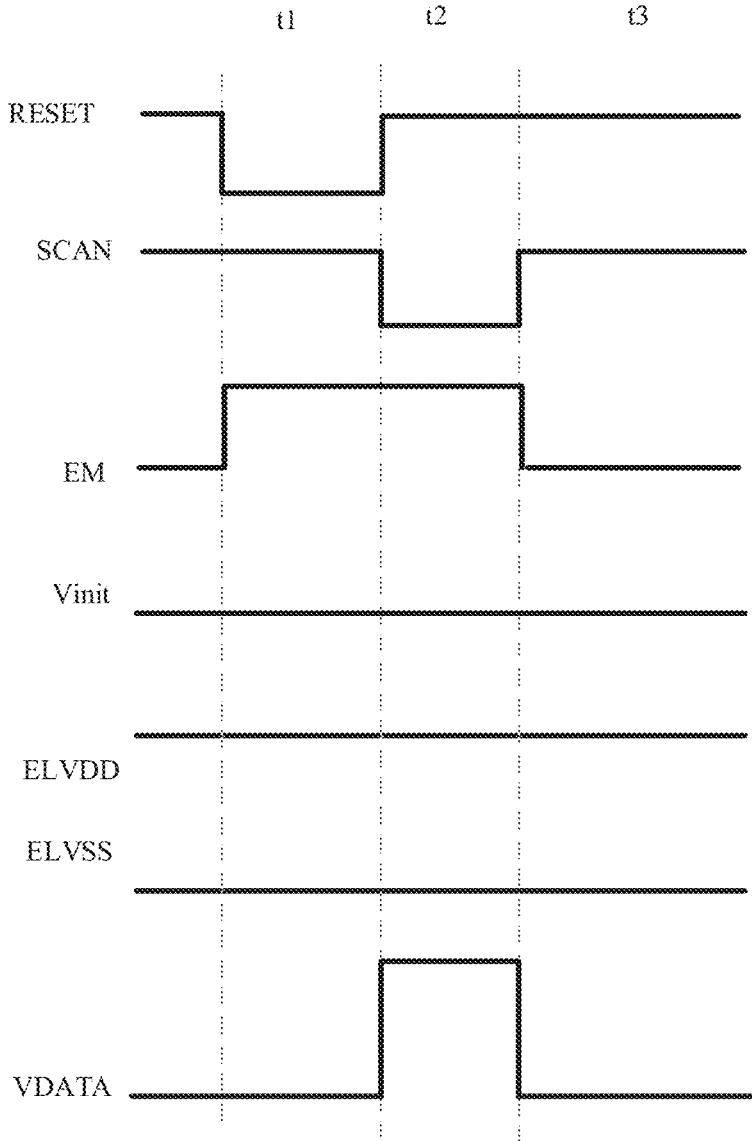 t1
t2
t3
RESET
SCAN
EM
Vinit
ELVDD
ELVSS
VDATA